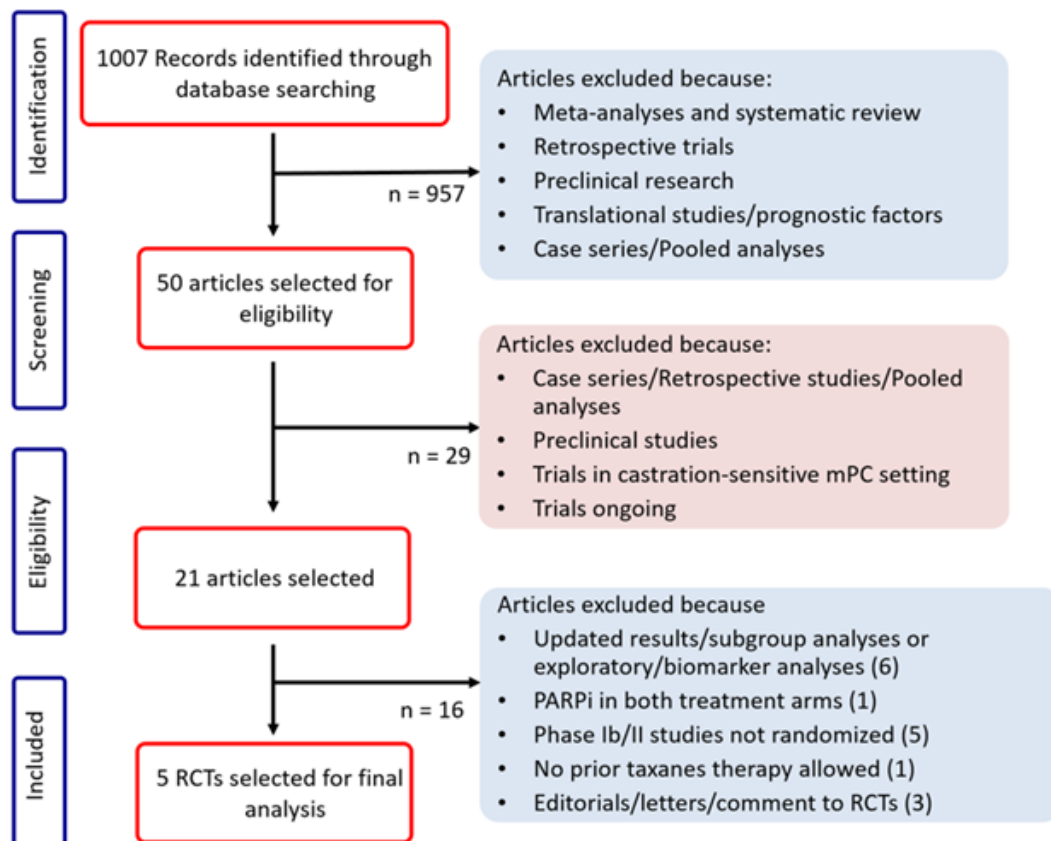 Identification
1007 Records identified through
database searching
n = 957
Articles excluded because:
• Meta-analyses and systematic review
• Retrospective trials
• Preclinical research
• Translational studies/prognostic factors
• Case series/Pooled analyses
Screening
50 articles selected for
eligibility
n = 29
Articles excluded because:
• Case series/Retrospective studies/Pooled
analyses
• Preclinical studies
• Trials in castration-sensitive mPC setting
• Trials ongoing
Eligibility
21 articles selected
n = 16
Articles excluded because
• Updated results/subgroup analyses or
exploratory/biomarker analyses (6)
• PARPi in both treatment arms (1)
• Phase Ib/II studies not randomized (5)
• No prior taxanes therapy allowed (1)
• Editorials/letters/comment to RCTs (3)
Included
5 RCTs selected for final
analysis